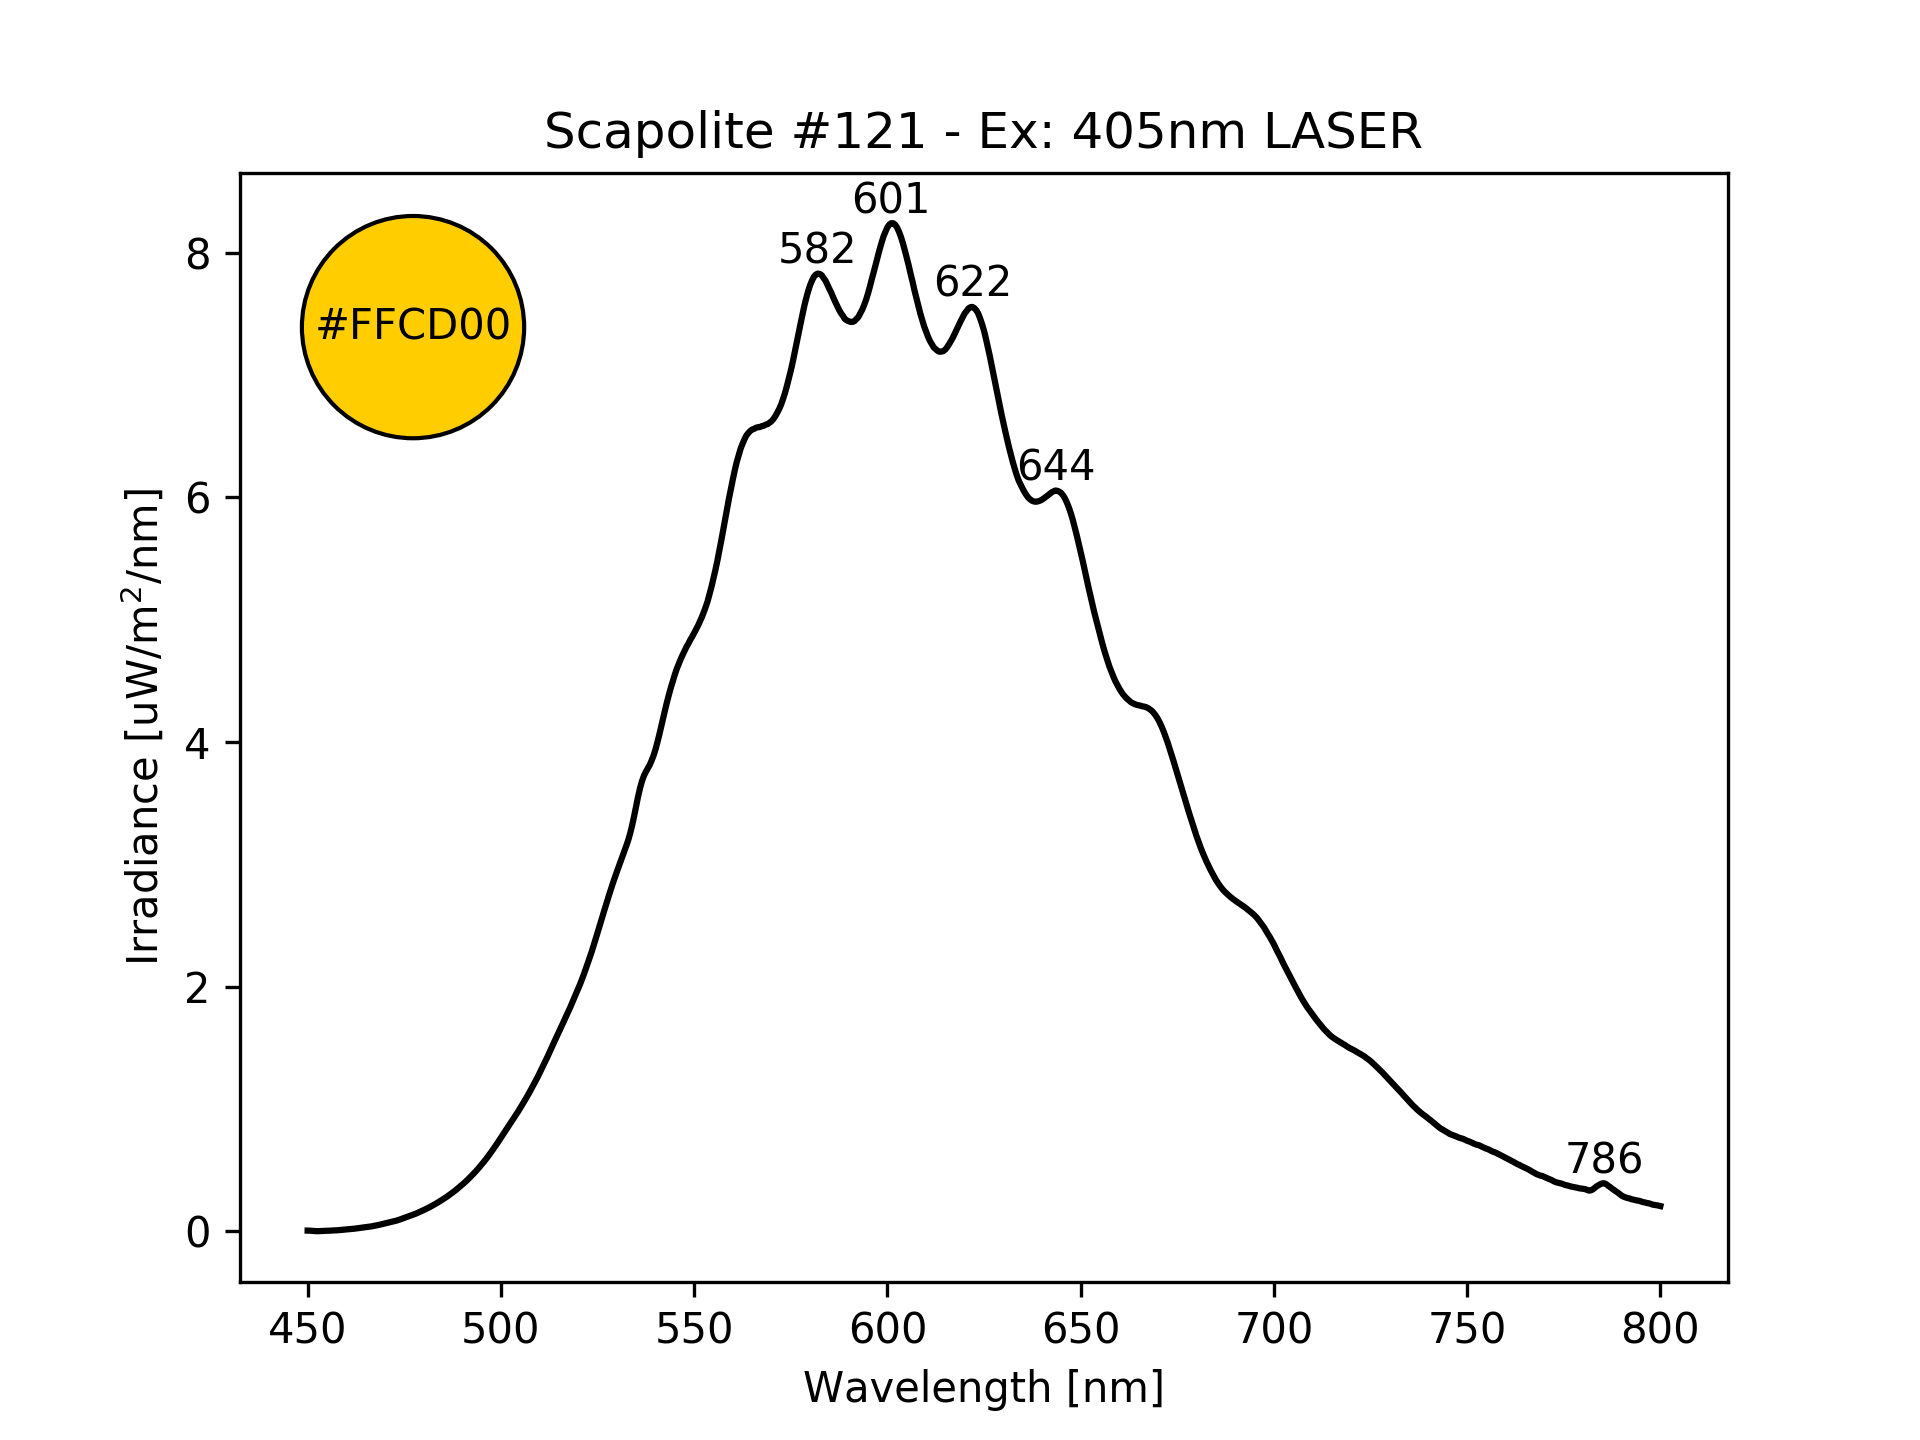 Scapolite #121 - Ex: 405nm LASER
601
582
622
644
786
#FFCD00
8
6
4
2
0
Irradiance [uW/m²/nm]
450 500 550 600 650 700 750 800
Wavelength [nm]